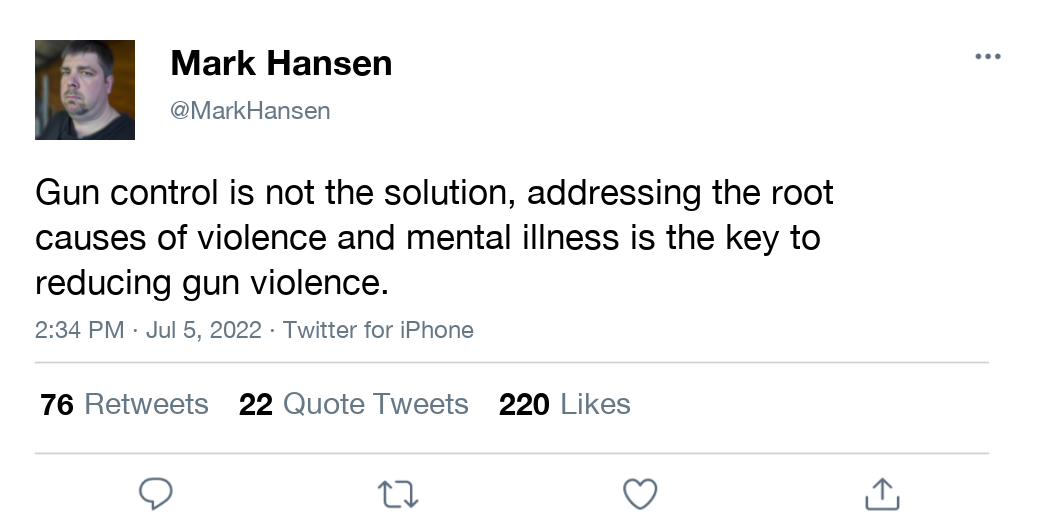 Mark Hansen
@MarkHansen
Gun control is not the solution, addressing the root
causes of violence and mental illness is the key to
reducing gun violence.
2:34 PM · Jul 5, 2022 · Twitter for iPhone
76 Retweets 22 Quote Tweets 220 Likes